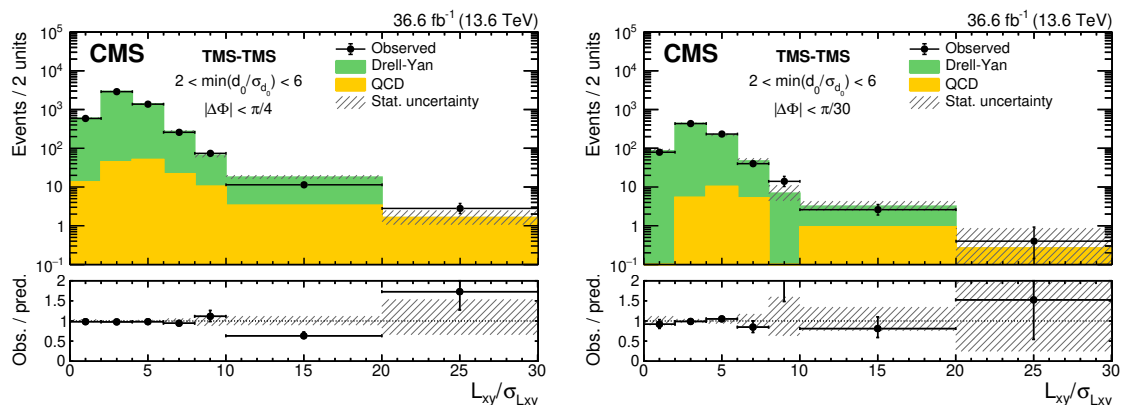 36.6 fb⁻¹ (13.6 TeV)
CMS
TMS-TMS
2 < min(d₀/σ_d₀) < 6
|ΔΦ| < π/4
Observed
Drell-Yan
QCD
Stat. uncertainty
Events / 2 units
10⁵
10⁴
10³
10²
10
1
10⁻¹
Obs. / pred.
2
1.5
1
0.5
0
0 5 10 15 20 25 30
L_xy/σ_Lxy
36.6 fb⁻¹ (13.6 TeV)
CMS
TMS-TMS
2 < min(d₀/σ_d₀) < 6
|ΔΦ| < π/30
Observed
Drell-Yan
QCD
Stat. uncertainty
Events / 2 units
10⁵
10⁴
10³
10²
10
1
10⁻¹
Obs. / pred.
2
1.5
1
0.5
0
0 5 10 15 20 25 30
L_xy/σ_Lxy